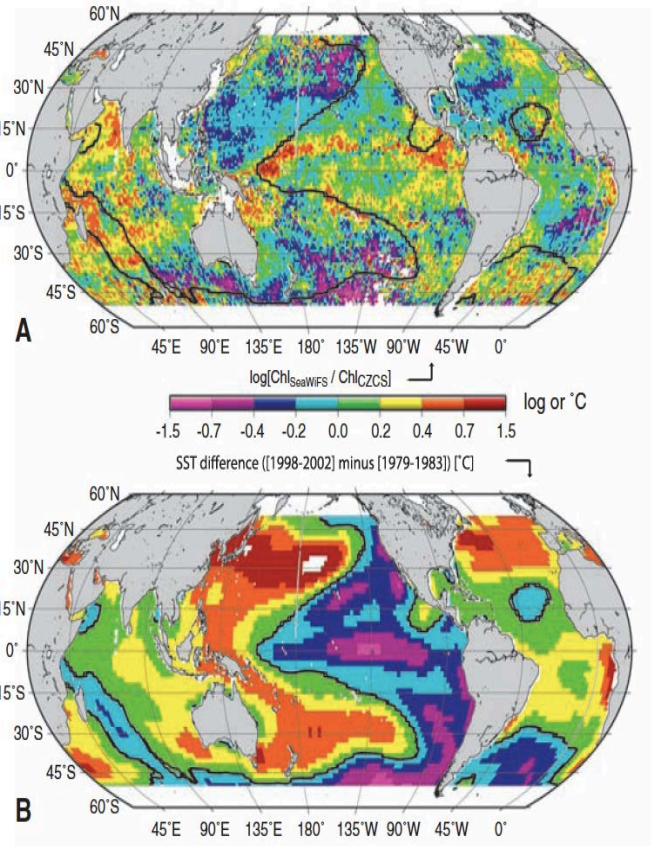 60˚N
45˚N
30˚N
15˚N
0˚
15˚S
30˚S
45˚S
60˚S
A
45˚E 90˚E 135˚E 180˚ 135˚W 90˚W 45˚W 0˚
log[ChlSeaWiFS / ChlCZCS]
log or ˚C
-1.5 -0.7 -0.4 -0.2 0.0 0.2 0.4 0.7 1.5
SST difference ([1998-2002] minus [1979-1983]) [˚C]
60˚N
45˚N
30˚N
15˚N
0˚
15˚S
30˚S
45˚S
60˚S
B
45˚E 90˚E 135˚E 180˚ 135˚W 90˚W 45˚W 0˚